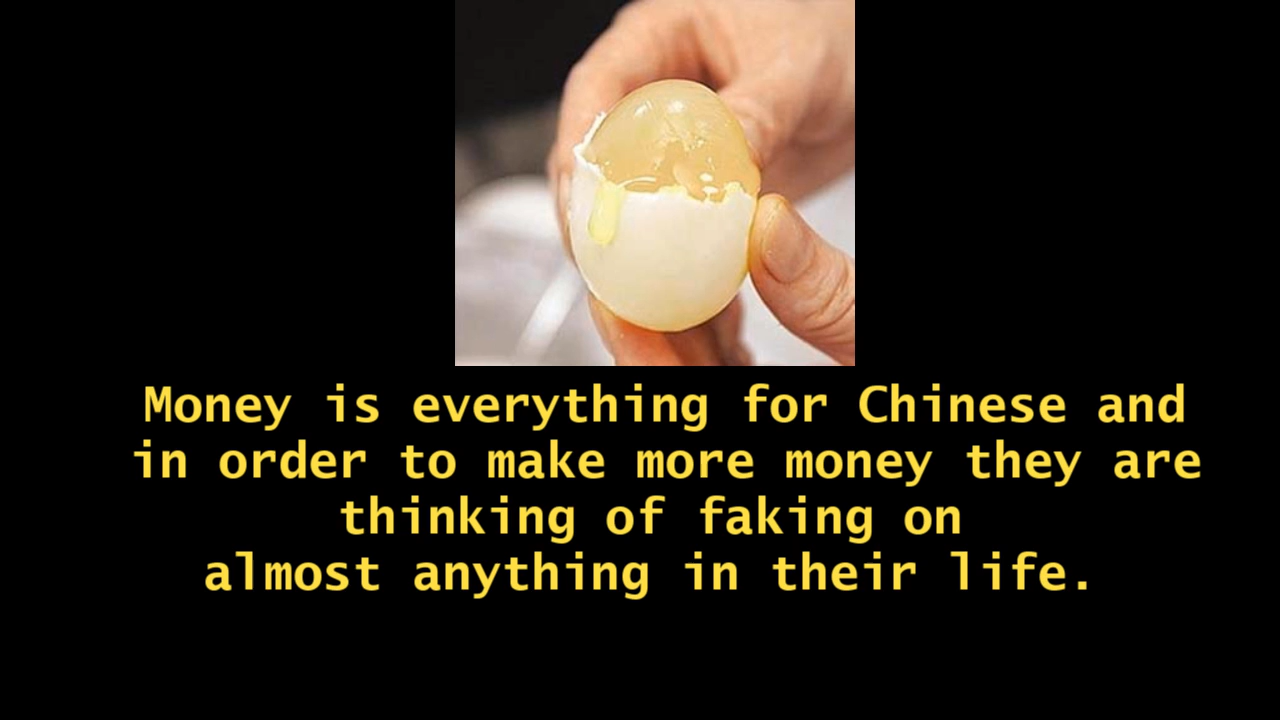 Money is everything for Chinese and
in order to make more money they are
thinking of faking on
almost anything in their life.